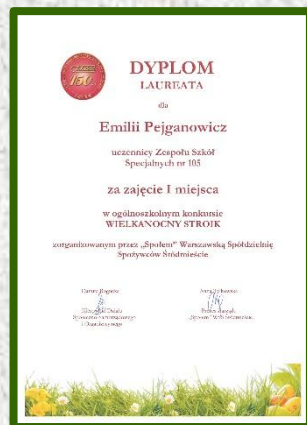 150
DYPLOM
LAUREATA
dla
Emilii Pejganowicz
uczennicy Zespołu Szkół
Specjalnych nr 105
za zajęcie I miejsca
w ogólnoszkolnym konkursie
WIELKANOCNY STROIK
zorganizowanym przez „Społem” Warszawską Spółdzielnię
Spożywców Śródmieście